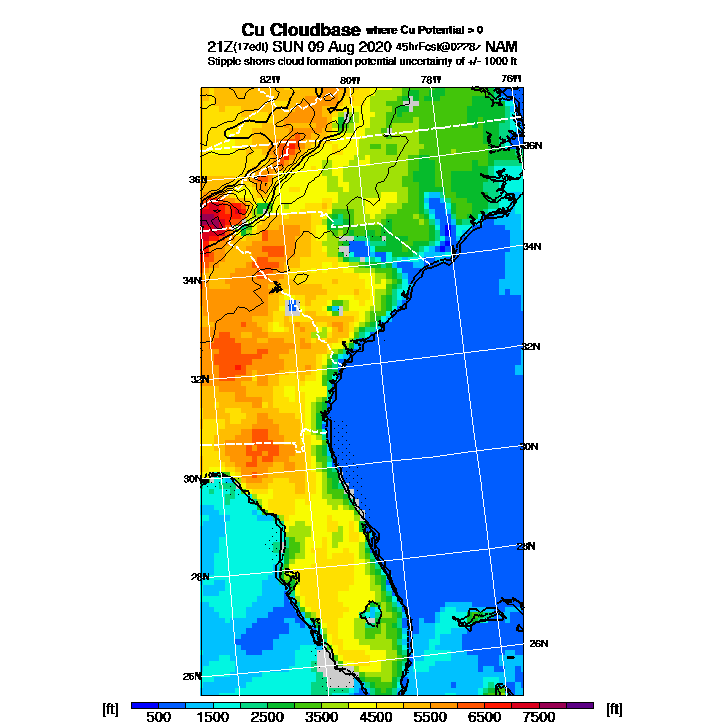 Cu Cloudbase where Cu Potential > 0
21Z(17edt) SUN 09 Aug 2020 45hrFcst@0227z NAM
Stipple shows cloud formation potential uncertainty of +/- 1000 ft
82W 80W 78W 76W
36N
36N
34N
34N
32N
32N
30N
30N
28N
28N
26N
26N
[ft] 500 1500 2500 3500 4500 5500 6500 7500 [ft]